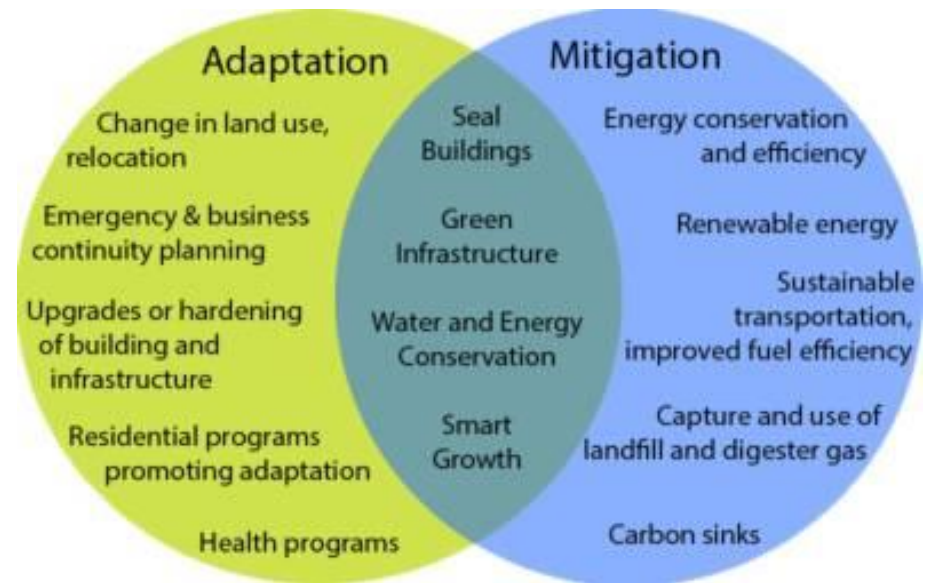 Adaptation
Change in land use,
relocation
Emergency & business
continuity planning
Upgrades or hardening
of building and
infrastructure
Residential programs
promoting adaptation
Health programs
Seal
Buildings
Green
Infrastructure
Water and Energy
Conservation
Smart
Growth
Mitigation
Energy conservation
and efficiency
Renewable energy
Sustainable
transportation,
improved fuel efficiency
Capture and use of
landfill and digester gas
Carbon sinks